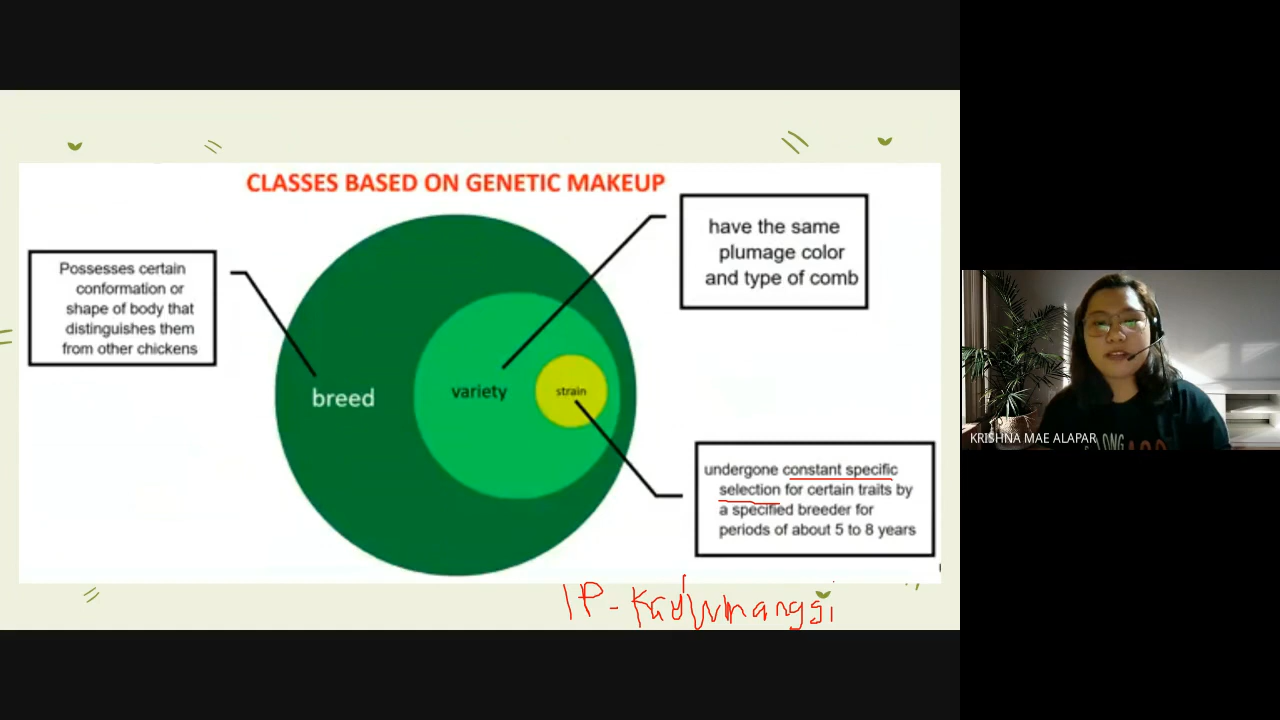 CLASSES BASED ON GENETIC MAKEUP
Possesses certain
conformation or
shape of body that
distinguishes them
from other chickens
have the same
plumage color
and type of comb
breed
variety
strain
undergone constant specific
selection for certain traits by
a specified breeder for
periods of about 5 to 8 years
IP -
KRISHNA MAE ALAPAR
LONG